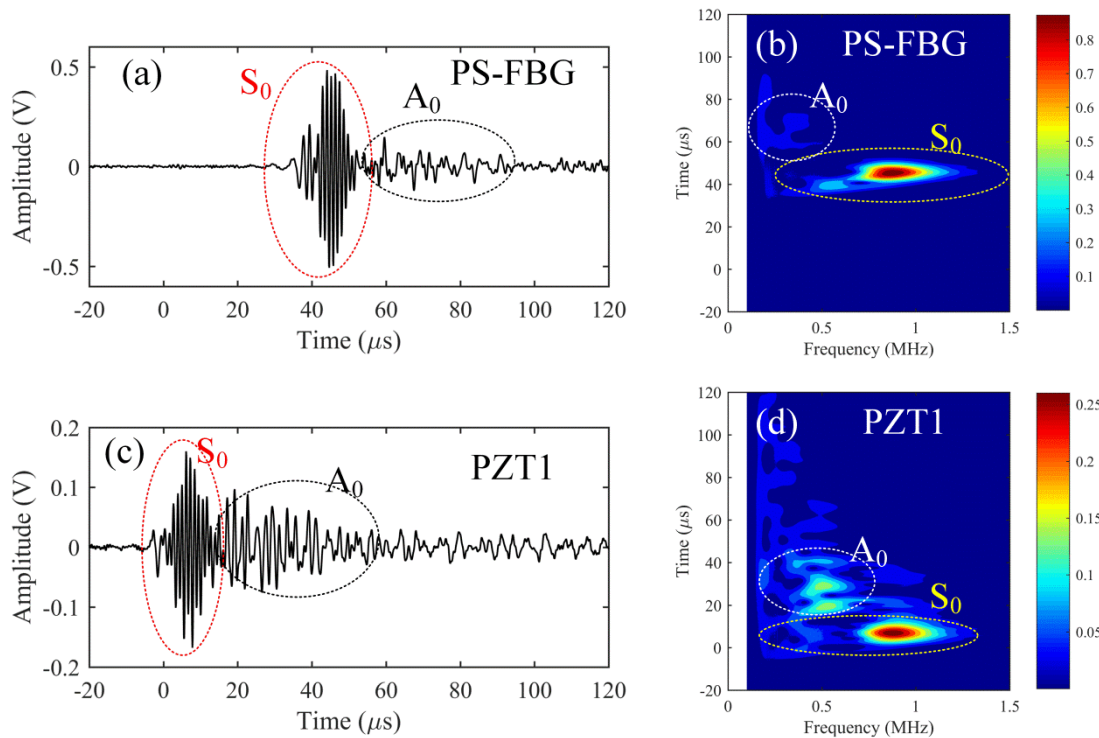 (a)
PS-FBG
S0
A0
0.5
0
-0.5
Amplitude (V)
-20 0 20 40 60 80 100 120
Time (μs)
(b)
PS-FBG
A0
S0
120
100
80
60
40
20
0
-20
Time (μs)
0 0.5 1 1.5
Frequency (MHz)
0.8
0.7
0.6
0.5
0.4
0.3
0.2
0.1
(c)
PZT1
S0
A0
0.2
0.1
0
-0.1
-0.2
Amplitude (V)
-20 0 20 40 60 80 100 120
Time (μs)
(d)
PZT1
A0
S0
120
100
80
60
40
20
0
-20
Time (μs)
0 0.5 1 1.5
Frequency (MHz)
0.25
0.2
0.15
0.1
0.05